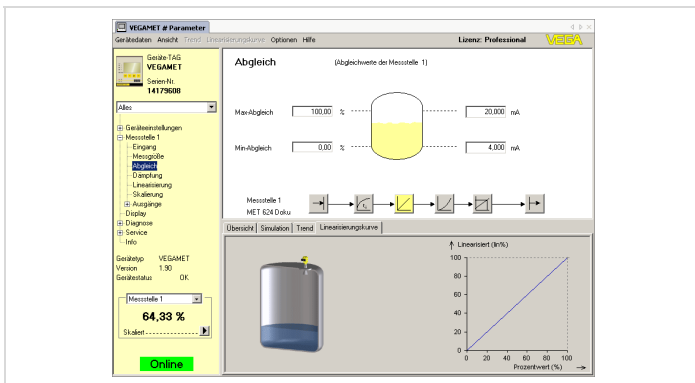 VEGAMET # Parameter
Gerätedaten Ansicht Trend Linearisierungskurve Optionen Hilfe
Lizenz: Professional
VEGA
Geräte-TAG
VEGAMET
Serien-Nr.
14179608
Alles
Geräteeinstellungen
Messstelle 1
Eingang
Messgröße
Abgleich
Dämpfung
Linearisierung
Skalierung
Ausgänge
Display
Diagnose
Service
Info
Gerätetyp VEGAMET
Version 1.90
Gerätestatus OK
Messstelle 1
64,33 %
Skaliert
Online
Abgleich (Abgleichwerte der Messstelle 1)
Max-Abgleich 100,00 % 20,000 mA
Min-Abgleich 0,00 % 4,000 mA
Messstelle 1
MET 624 Doku
Übersicht Simulation Trend Linearisierungskurve
Linearisiert (lin%)
100
80
60
40
20
0
0 20 40 60 80 100
Prozentwert (%)